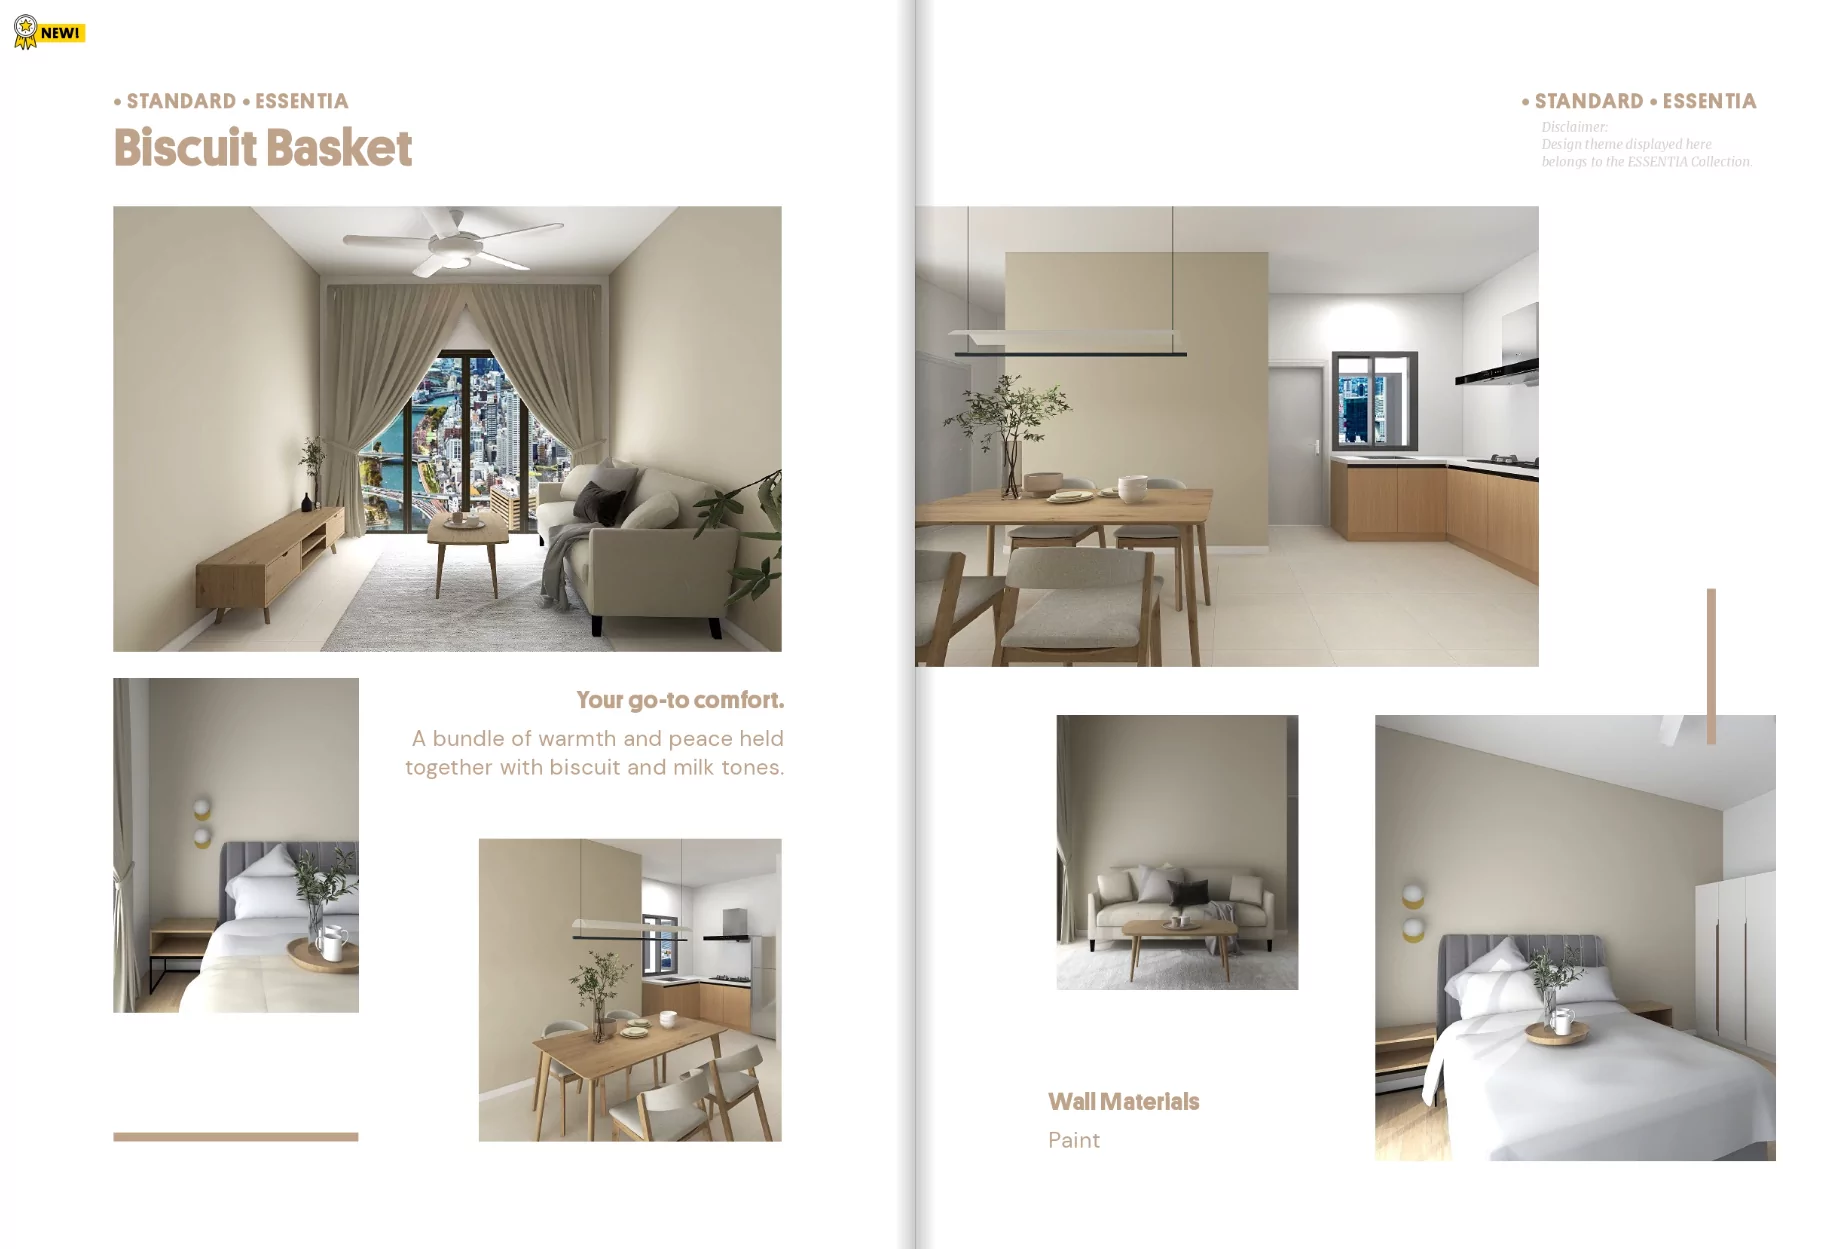 NEW!
• STANDARD • ESSENTIA
Biscuit Basket
Your go-to comfort.
A bundle of warmth and peace held
together with biscuit and milk tones.
• STANDARD • ESSENTIA
Disclaimer:
Design theme displayed here
belongs to the ESSENTIA Collection.
Wall Materials
Paint